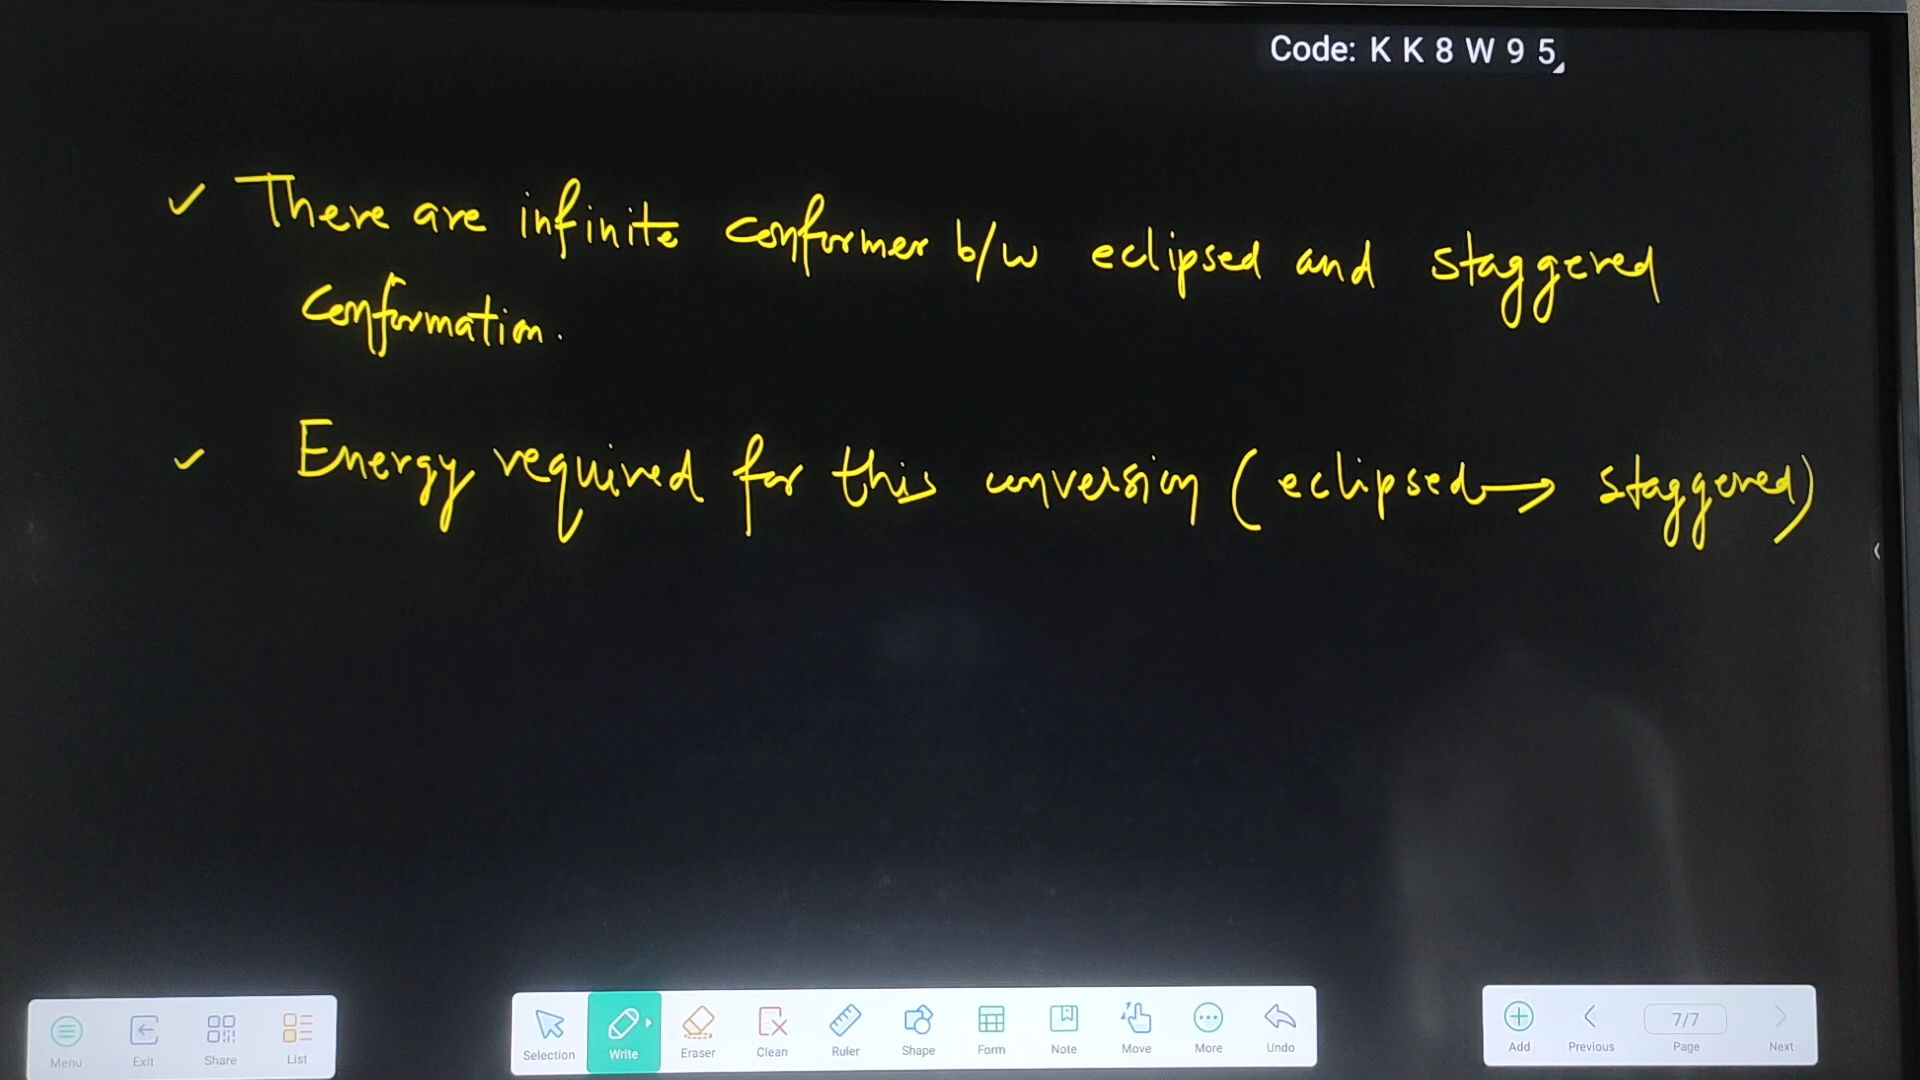 Code: K K 8 W 9 5
✓ There are infinite conformer b/w eclipsed and staggered
conformation.
✓ Energy required for this conversion (eclipsed → staggered)
Menu Exit Share List
Selection Write Eraser Clean Ruler Shape Form Note Move More Undo
Add Previous 7/7 Page Next